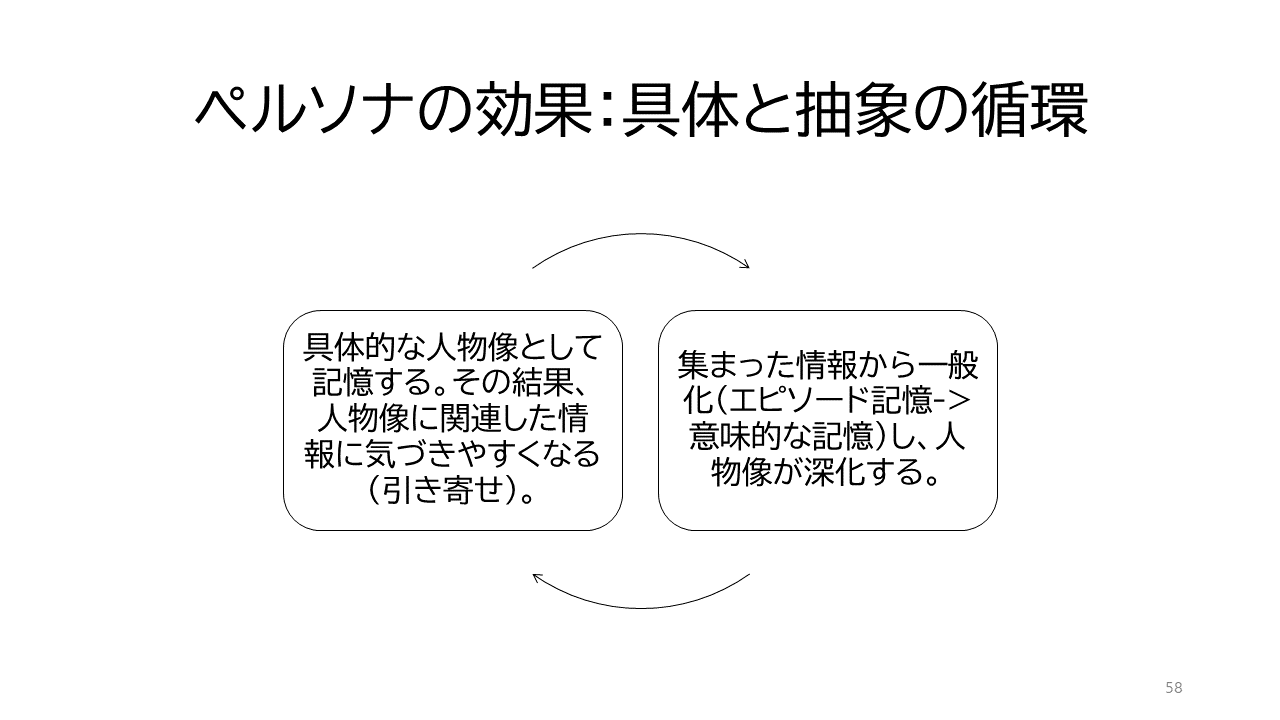 ペルソナの効果：具体と抽象の循環
具体的な人物像として
記憶する。その結果、
人物像に関連した情
報に気づきやすくなる
（引き寄せ）。
集まった情報から一般
化（エピソード記憶->
意味的な記憶）し、人
物像が深化する。
58